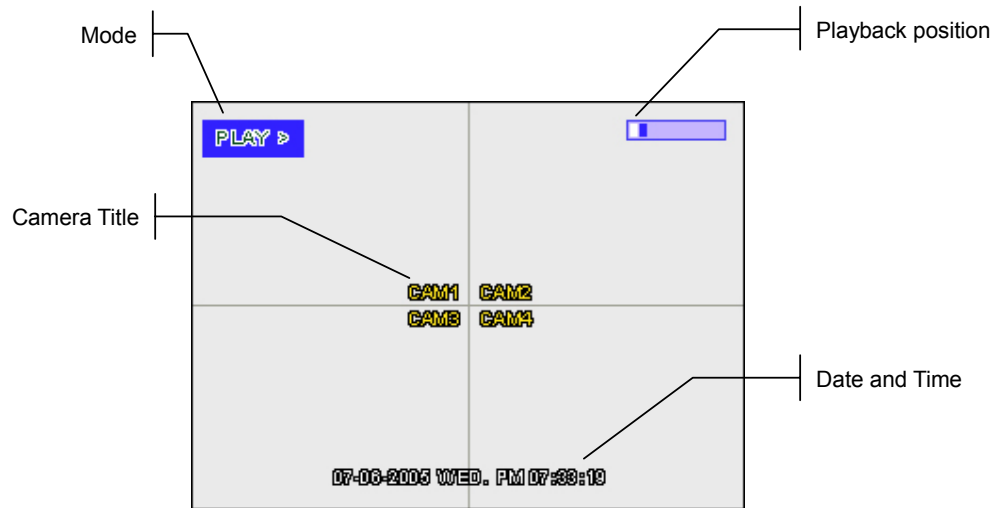 Mode
Playback position
PLAY >
Camera Title
CAM1 CAM2
CAM3 CAM4
Date and Time
07-06-2005 WED. PM 07:33:19